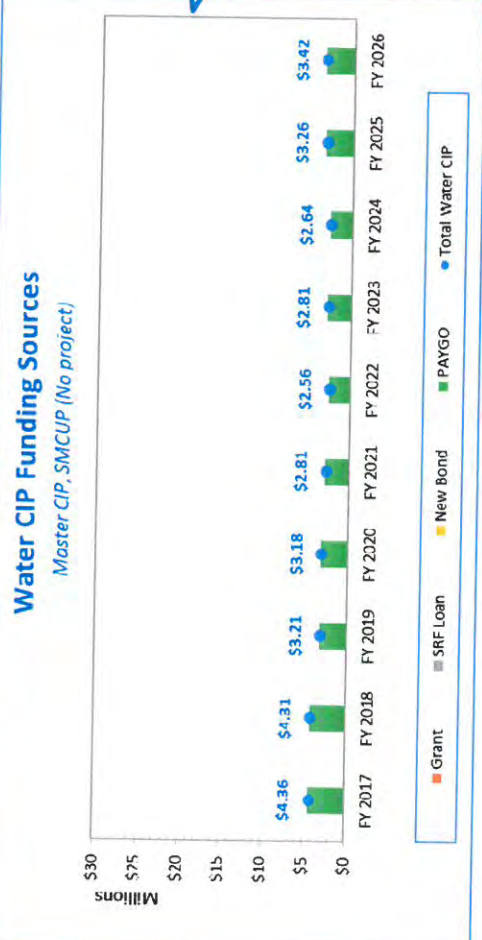 Water CIP Funding Sources
Master CIP, SMCUP (No project)
Millions
$30
$75
$20
$15
$10
$5
$0
$4.36
$4.31
$3.21
$3.18
$2.81
$2.56
$2.81
$2.64
$3.26
$3.42
FY 2017
FY 2018
FY 2019
FY 2020
FY 2021
FY 2022
FY 2023
FY 2024
FY 2025
FY 2026
Grant
SRF Loan
New Bond
PAYGO
Total Water CIP